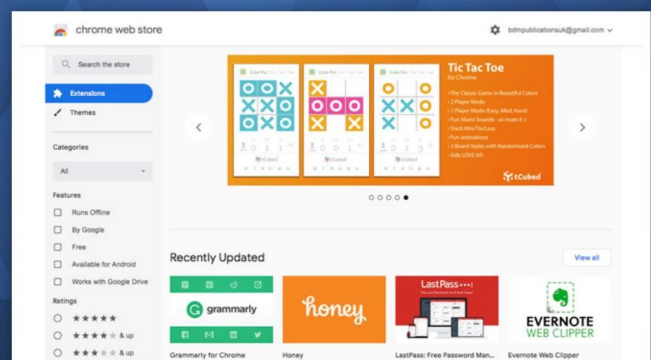 chrome web store
bdmpublicationsuk@gmail.com
Search the store
Extensions
Themes
Categories
All
Features
Runs Offline
By Google
Free
Available for Android
Works with Google Drive
Ratings
& up
& up
Tic Tac Toe
for Chrome
• The Classic Game in Beautiful Colors
• 2 Player Mode
• 1 Player Mode (Easy, Med, Hard)
• Fun Mario Sounds - or mute it :)
• Track Win/Tie/Loss
• Fun animations
• 3 Board Styles with Randomized Colors
• Kids LOVE it!!
tCubed
Recently Updated
View all
grammarly
honey
LastPass
EVERNOTE
WEB CLIPPER
Grammarly for Chrome
Honey
LastPass: Free Password Man...
Evernote Web Clipper